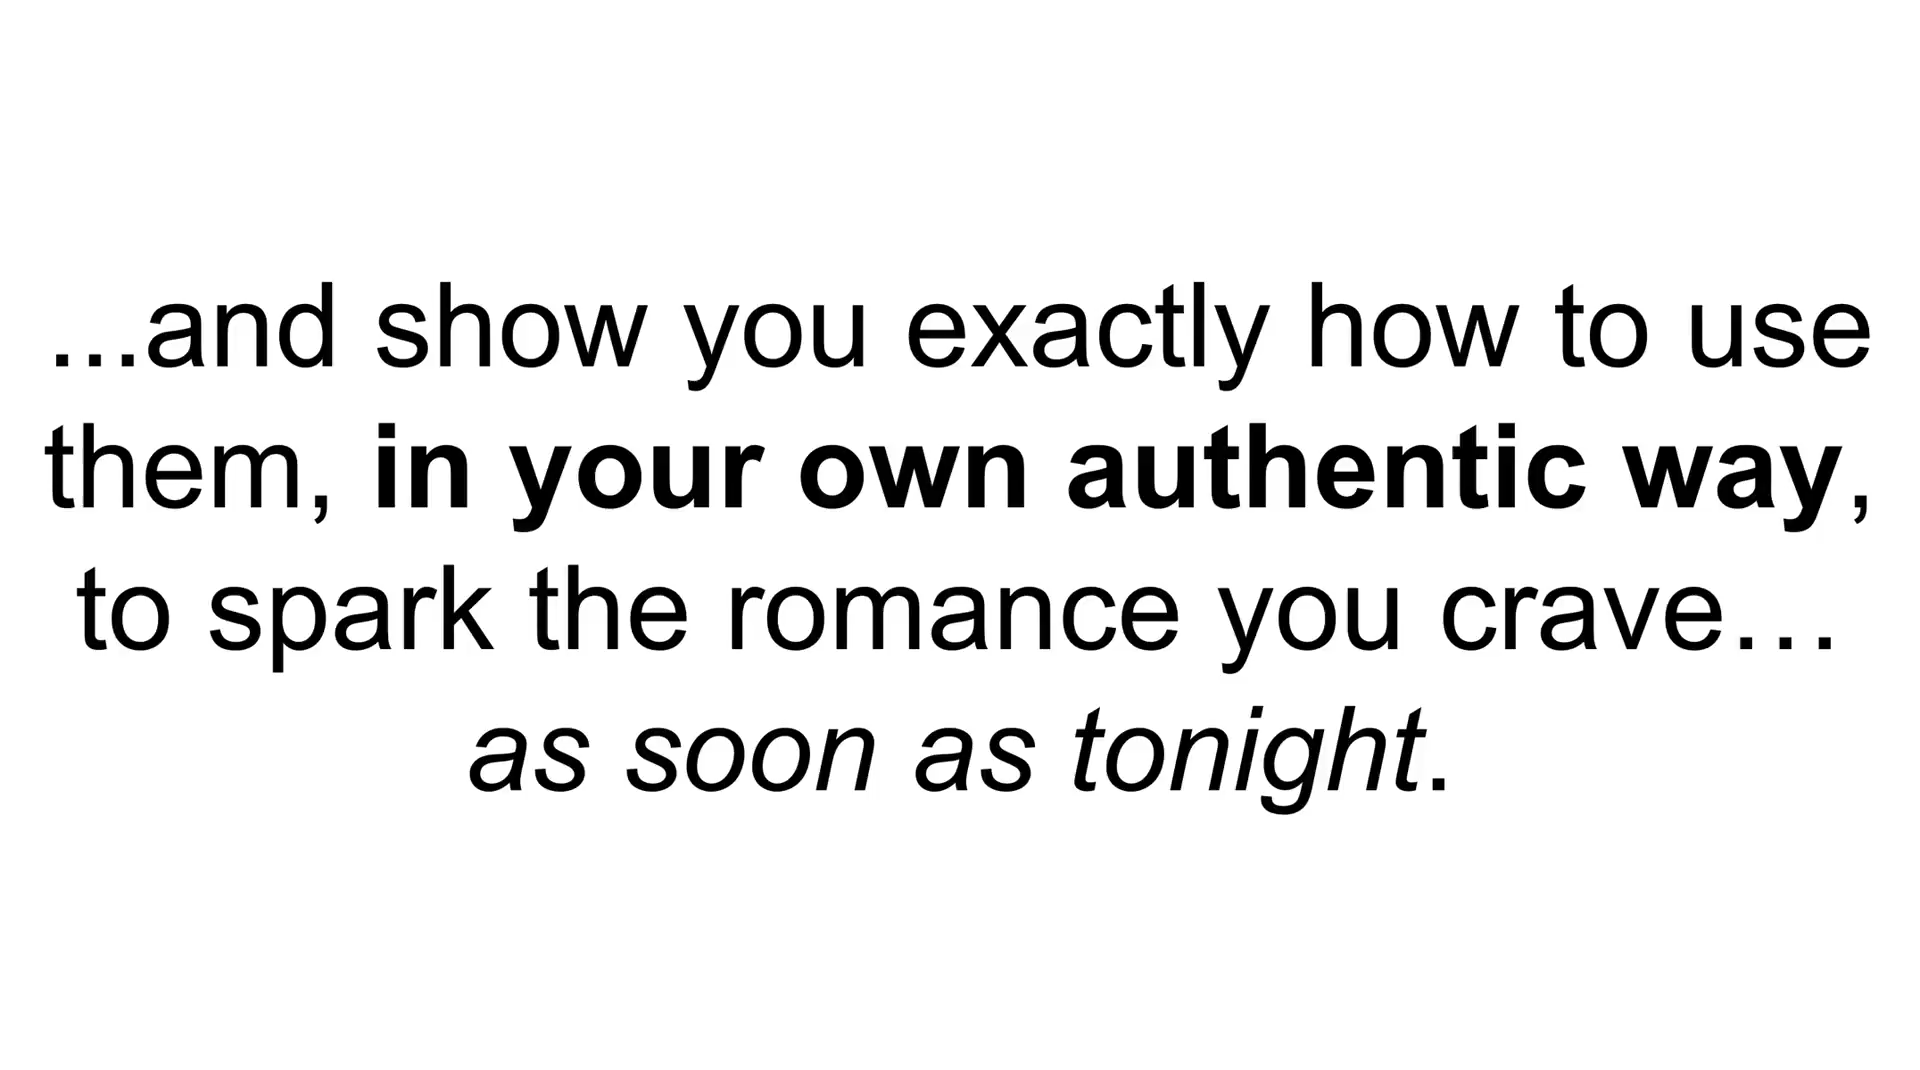 ...and show you exactly how to use
them, in your own authentic way,
to spark the romance you crave…
as soon as tonight.